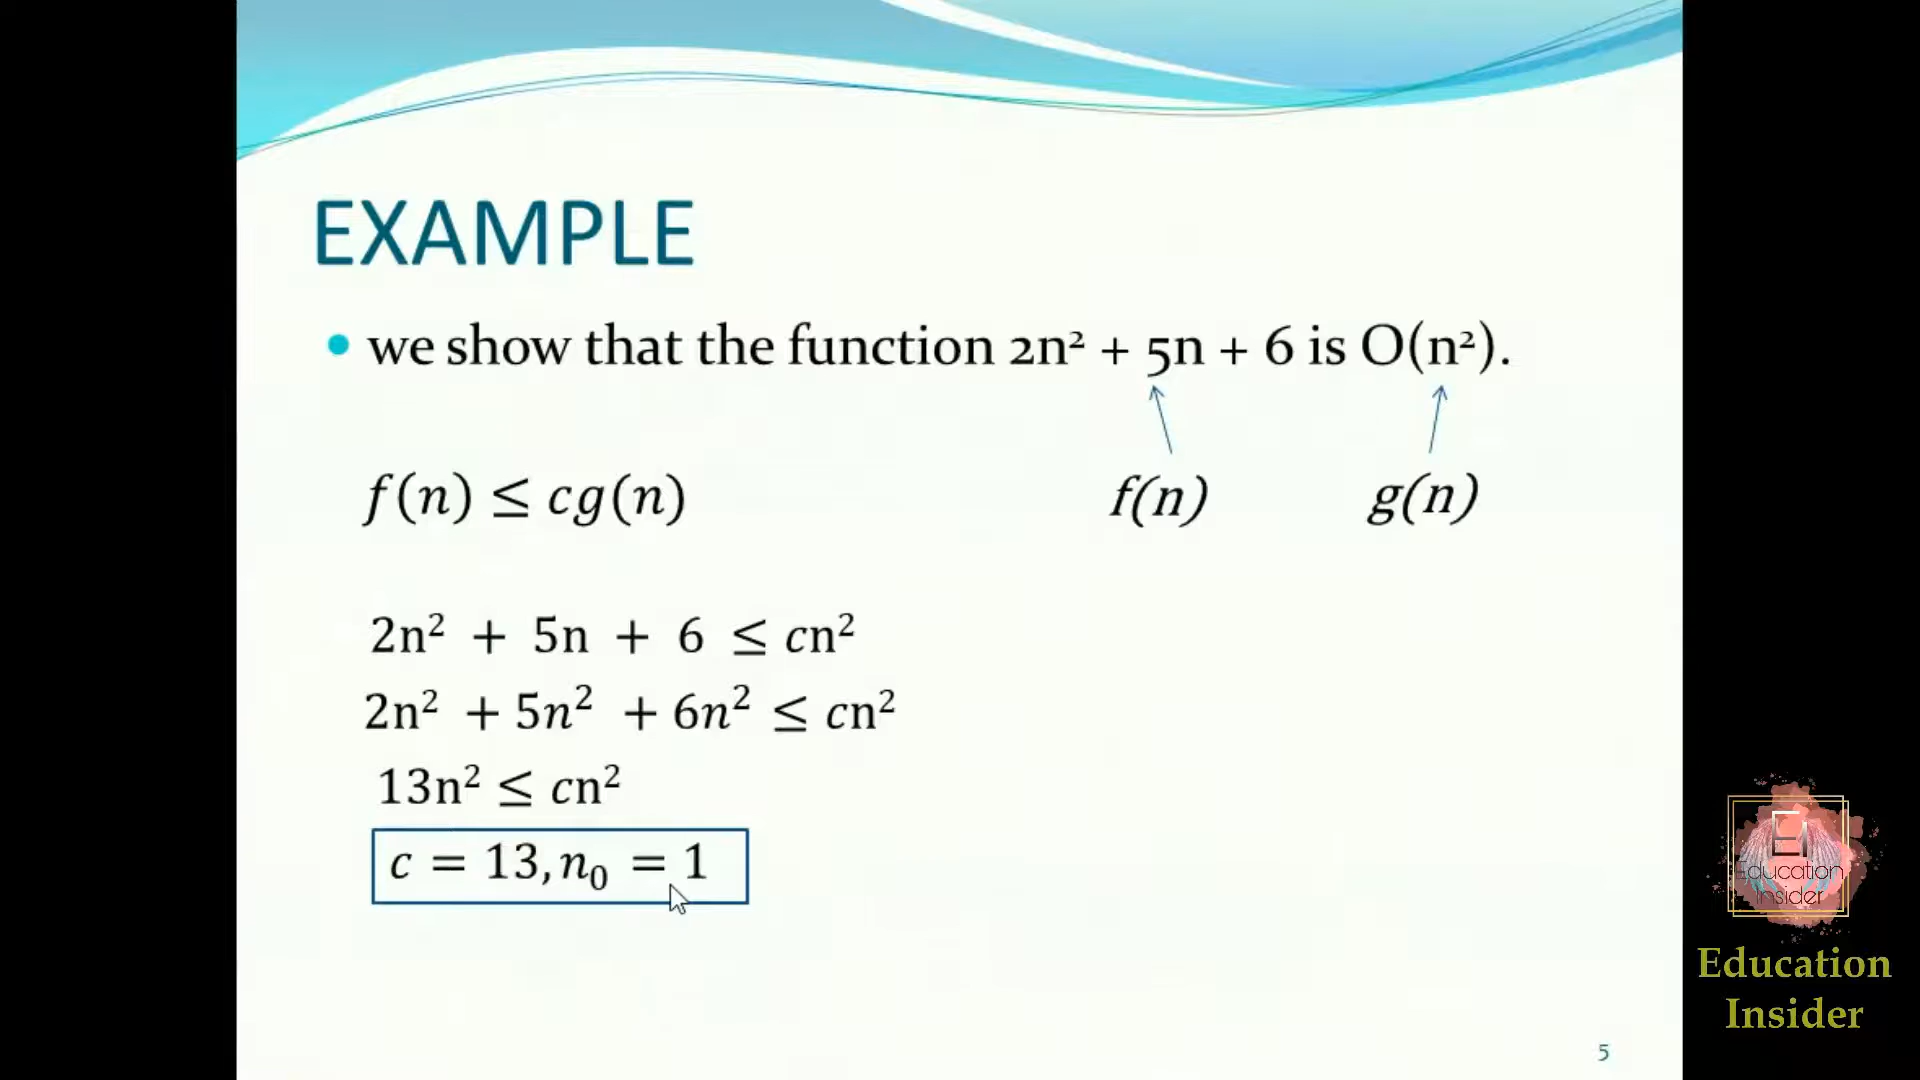 EXAMPLE
• we show that the function 2n² + 5n + 6 is O(n²).
f(n) ≤ cg(n) f(n) g(n)
2n² + 5n + 6 ≤ cn²
2n² + 5n² + 6n² ≤ cn²
13n² ≤ cn²
c = 13, n₀ = 1
EI
Education
Insider
Education
Insider
5